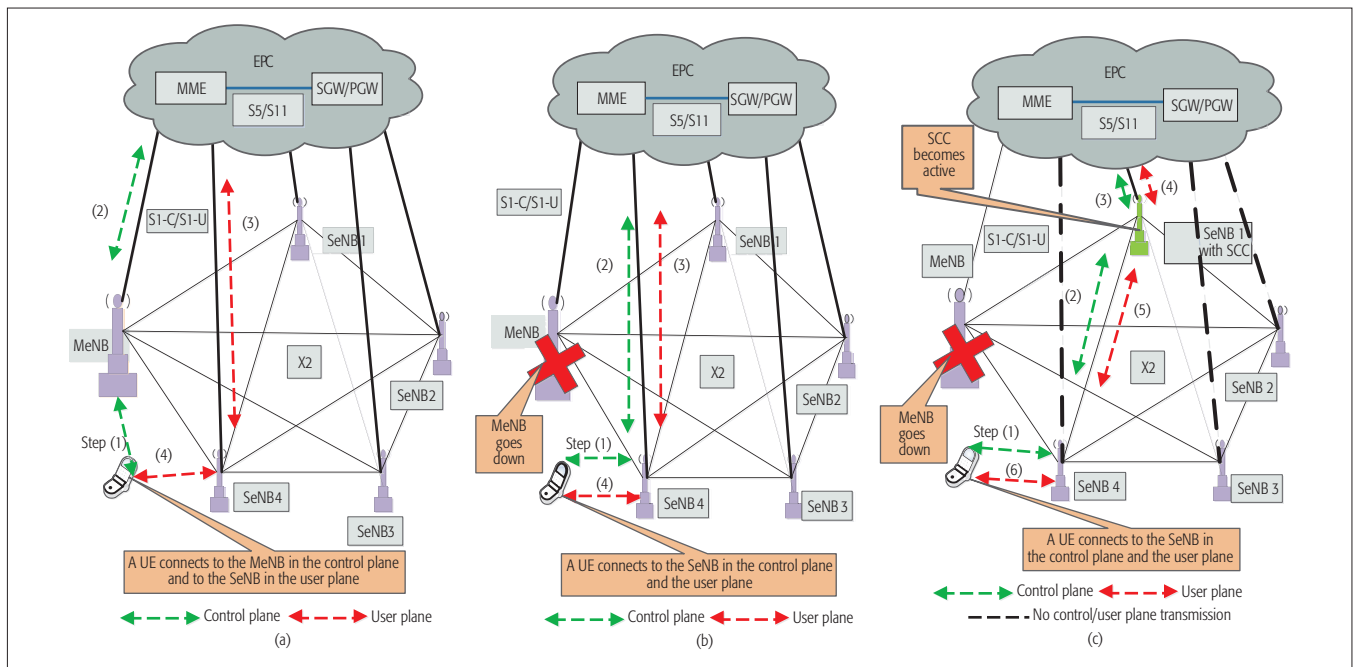 EPC
MME
SGW/PGW
S5/S11
(2)
S1-C/S1-U
(3)
SeNB 1
MeNB
X2
SeNB2
Step (1)
(4)
SeNB4
SeNB3
A UE connects to the MeNB in the control plane
and to the SeNB in the user plane
Control plane
User plane
(a)
EPC
MME
SGW/PGW
S5/S11
S1-C/S1-U
(2)
(3)
SeNB 1
MeNB
X2
SeNB2
MeNB
goes
down
Step (1)
(4)
SeNB 4
SeNB 3
A UE connects to the SeNB in the control plane
and the user plane
Control plane
User plane
(b)
EPC
MME
SGW/PGW
S5/S11
SCC
becomes
active
(3)
(4)
S1-C/S1-U
SeNB 1
with SCC
MeNB
(2)
(5)
X2
SeNB 2
MeNB
goes
down
Step (1)
(6)
SeNB 4
SeNB 3
A UE connects to the SeNB in
the control plane and the user plane
Control plane
User plane
No control/user plane transmission
(c)